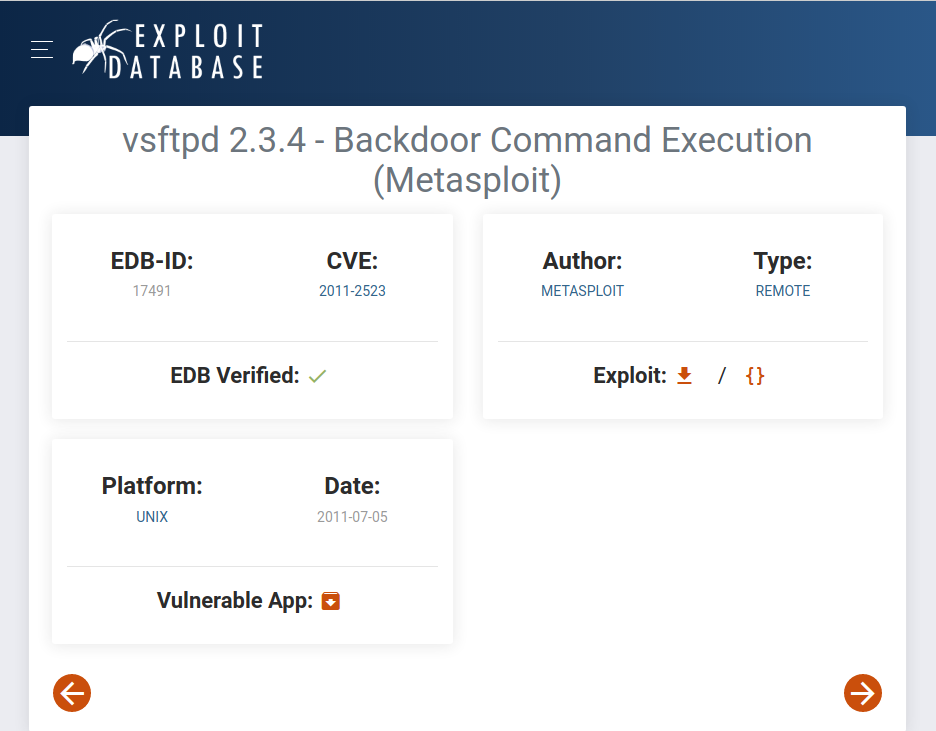 EXPLOIT
DATABASE
vsftpd 2.3.4 - Backdoor Command Execution
(Metasploit)
EDB-ID:
17491
CVE:
2011-2523
EDB Verified:
Author:
METASPLOIT
Type:
REMOTE
Exploit: / {}
Platform:
UNIX
Date:
2011-07-05
Vulnerable App: